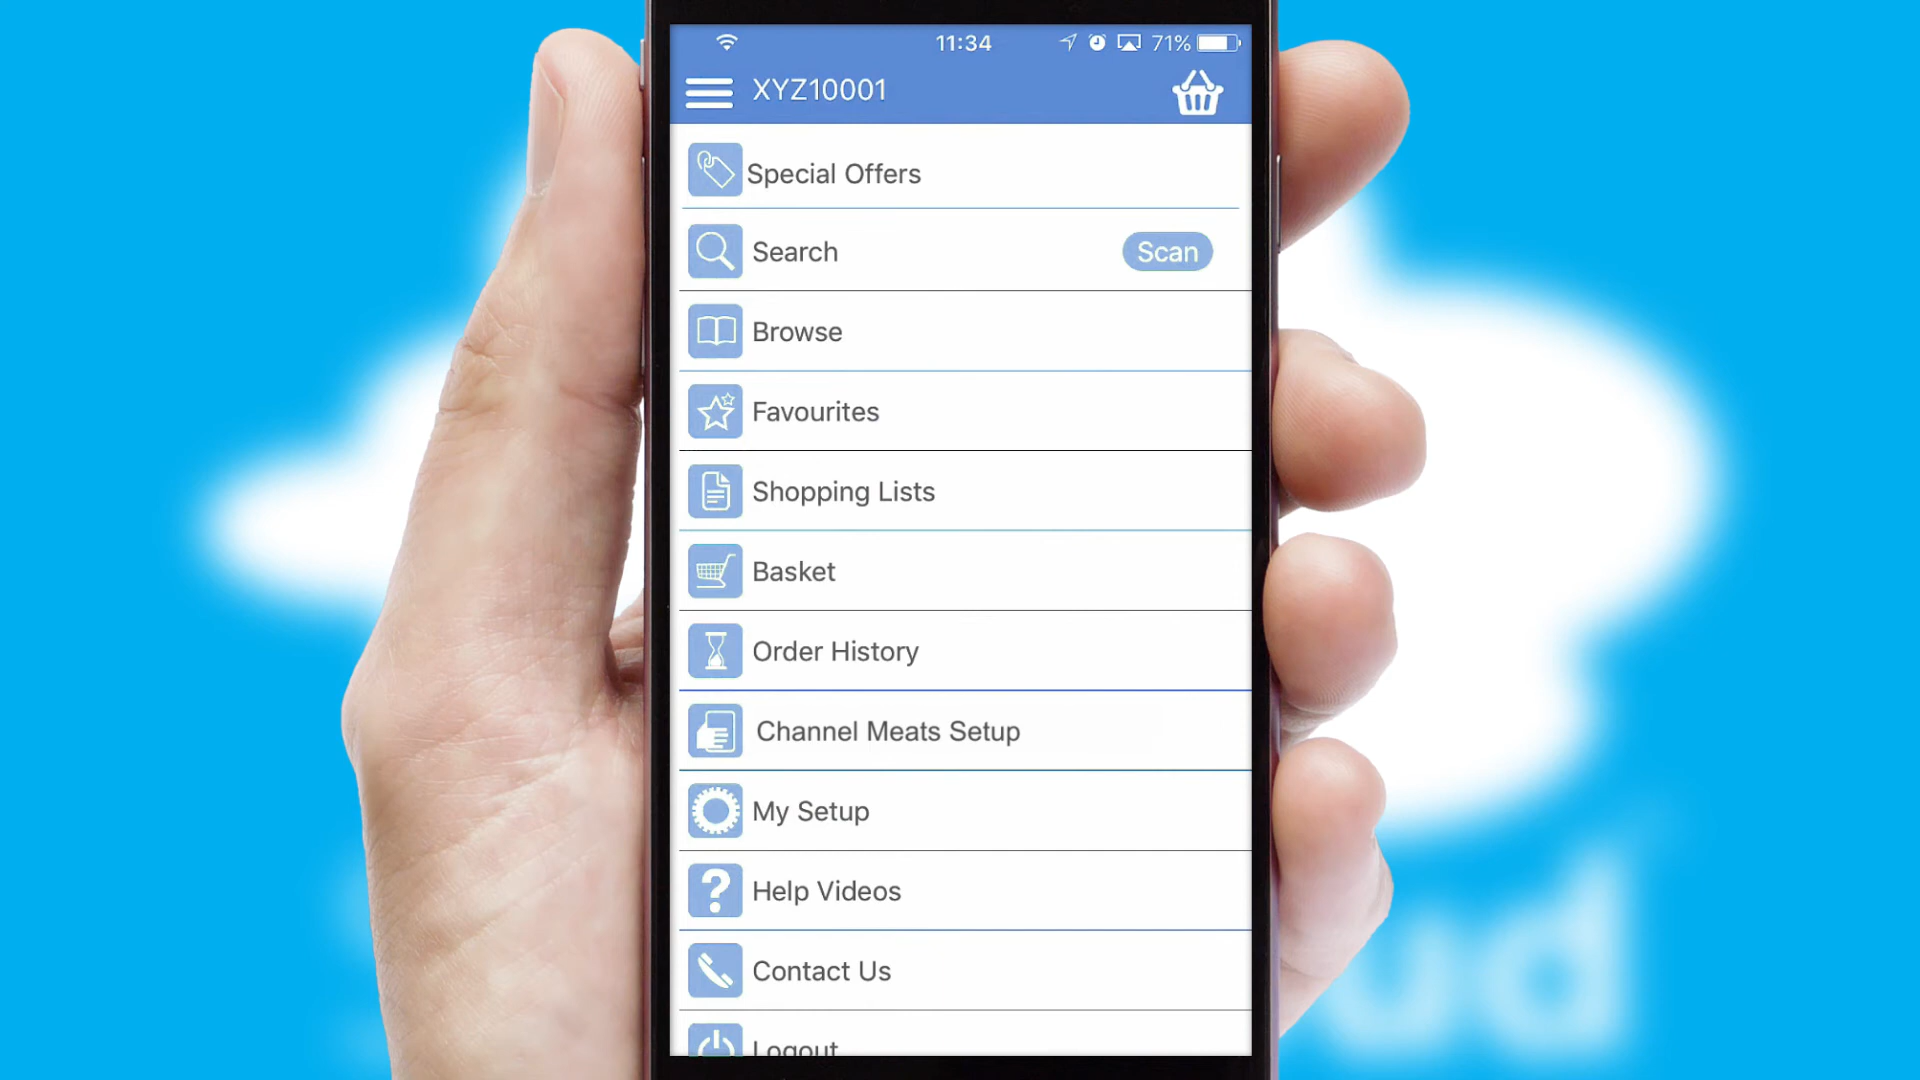 11:34
71%
XYZ10001
Special Offers
Search
Scan
Browse
Favourites
Shopping Lists
Basket
Order History
Channel Meats Setup
My Setup
Help Videos
Contact Us
Logout
ud